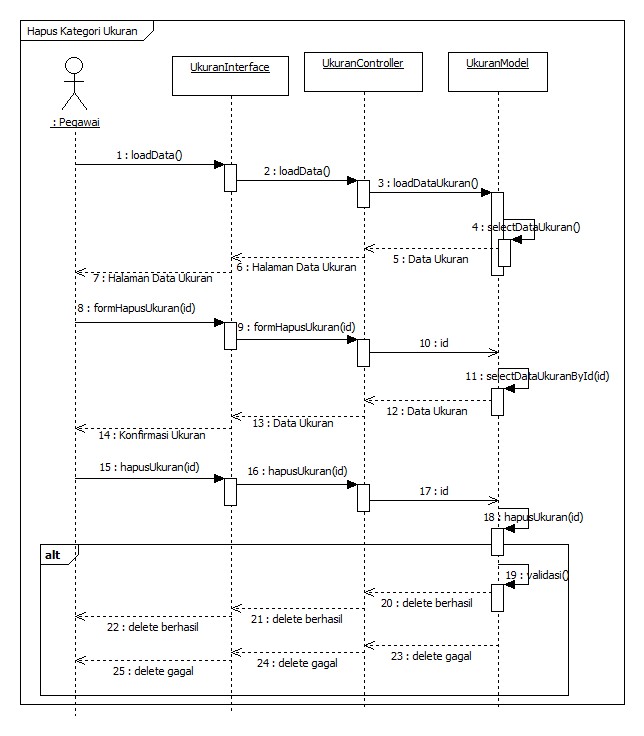 Hapus Kategori Ukuran
UkuranInterface
UkuranController
UkuranModel
: Pegawai
1 : loadData()
2 : loadData()
3 : loadDataUkuran()
4 : selectDataUkuran()
5 : Data Ukuran
6 : Halaman Data Ukuran
7 : Halaman Data Ukuran
8 : formHapusUkuran(id)
9 : formHapusUkuran(id)
10 : id
11 : selectDataUkuranById(id)
12 : Data Ukuran
13 : Data Ukuran
14 : Konfirmasi Ukuran
15 : hapusUkuran(id)
16 : hapusUkuran(id)
17 : id
18 : hapusUkuran(id)
alt
19 : validasi()
20 : delete berhasil
21 : delete berhasil
22 : delete berhasil
23 : delete gagal
24 : delete gagal
25 : delete gagal